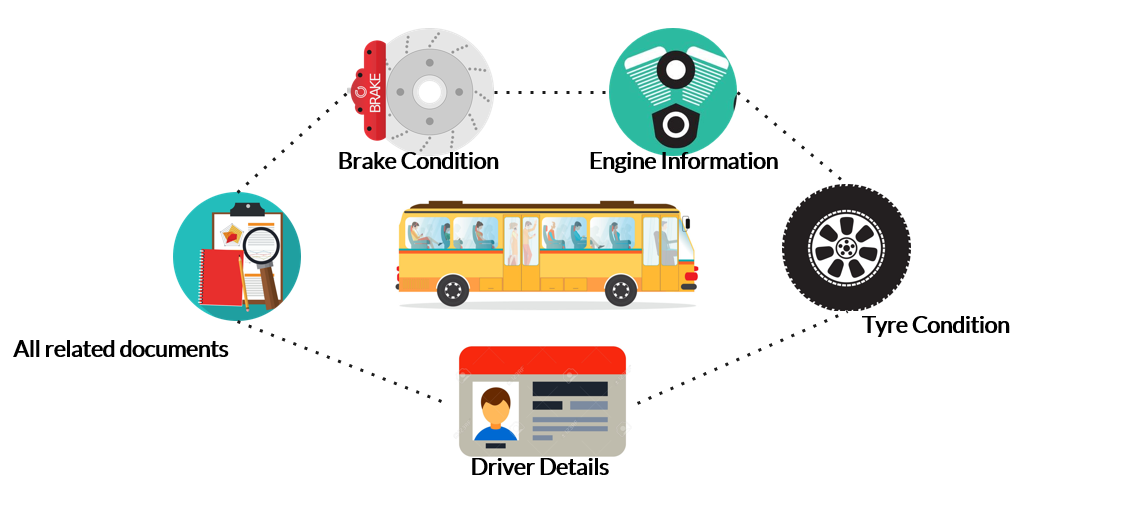 BRAKE
Brake Condition
Engine Information
All related documents
Tyre Condition
Driver Details